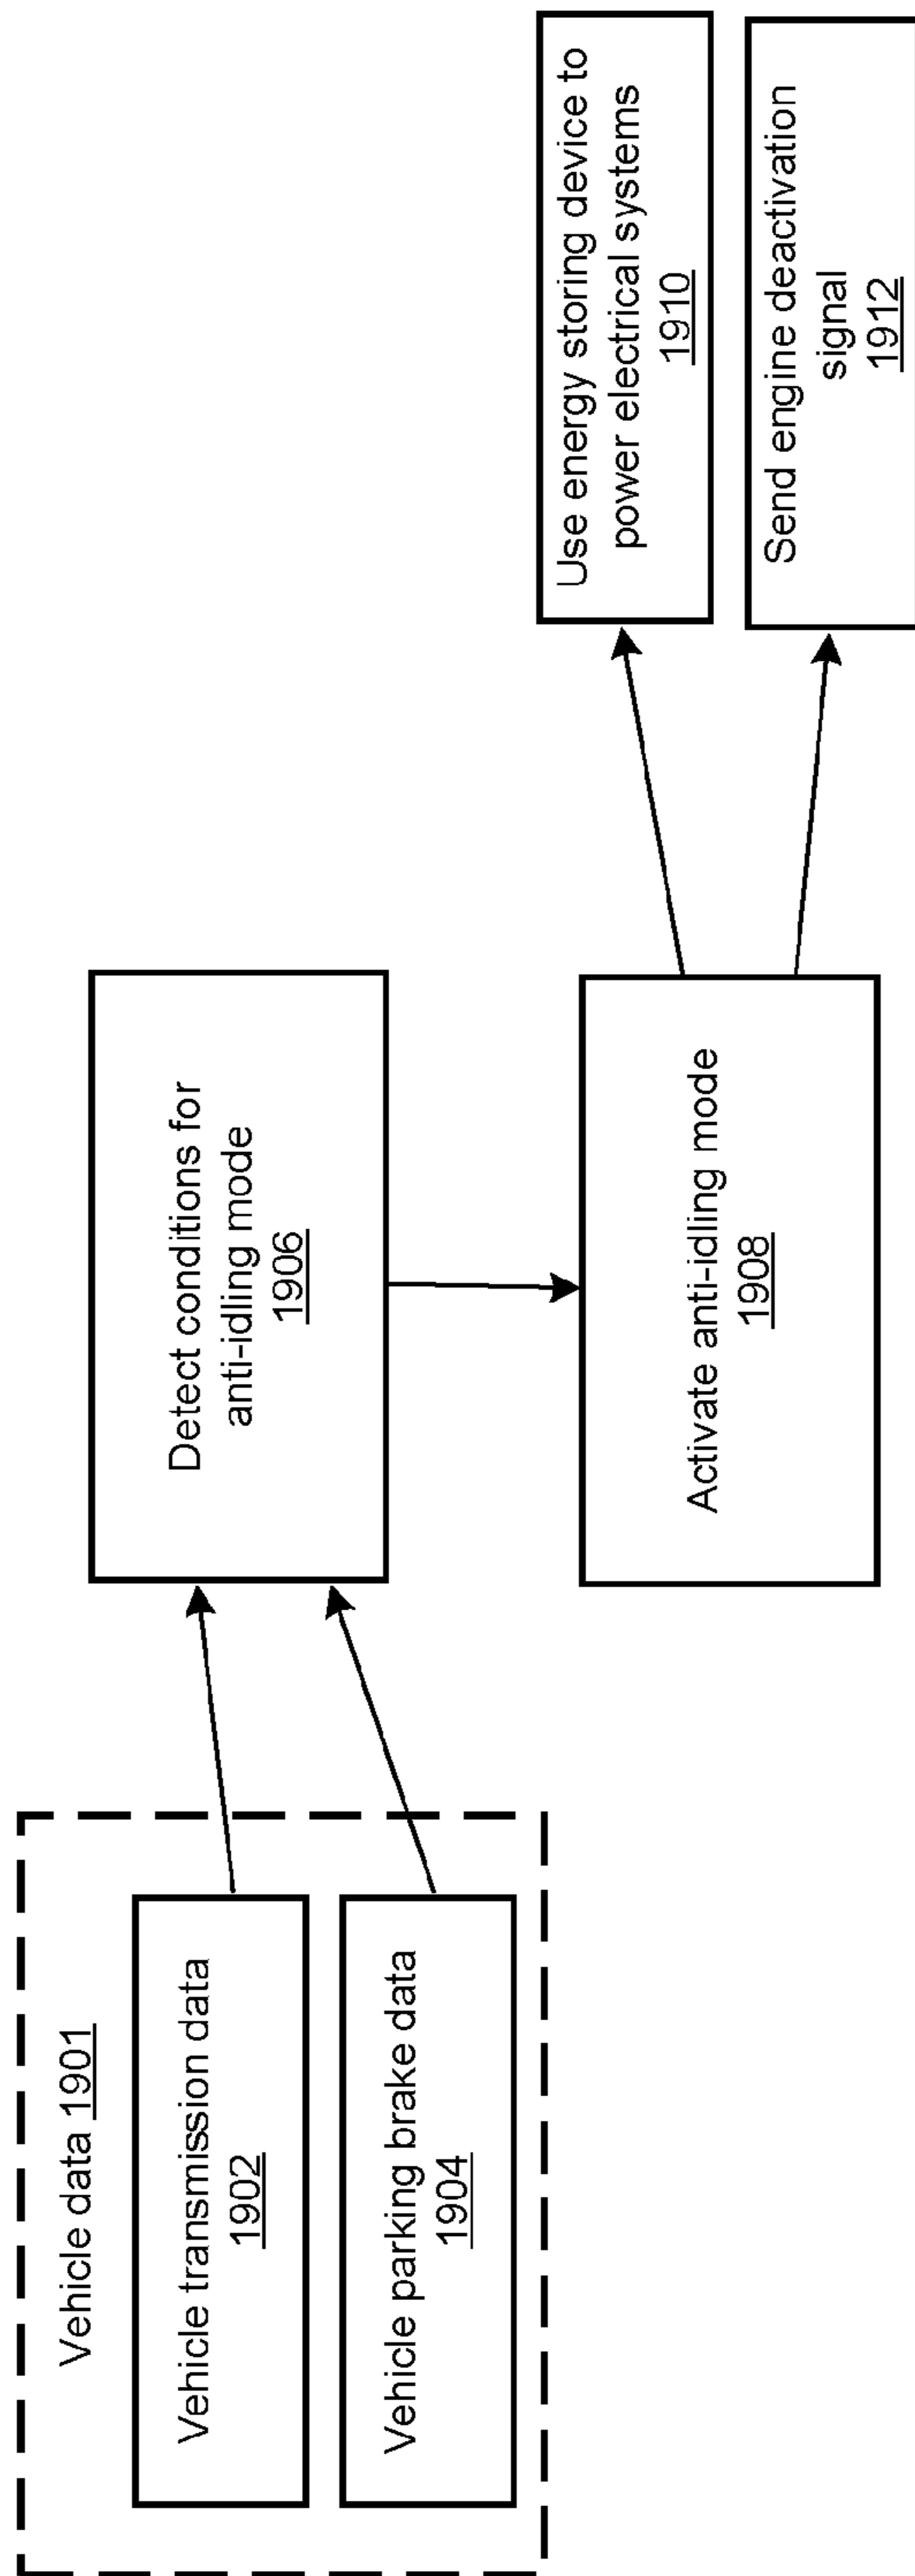 Vehicle data 1901
Vehicle transmission data
1902
Vehicle parking brake data
1904
Detect conditions for
anti-idling mode
1906
Activate anti-idling mode
1908
Use energy storing device to
power electrical systems
1910
Send engine deactivation
signal
1912